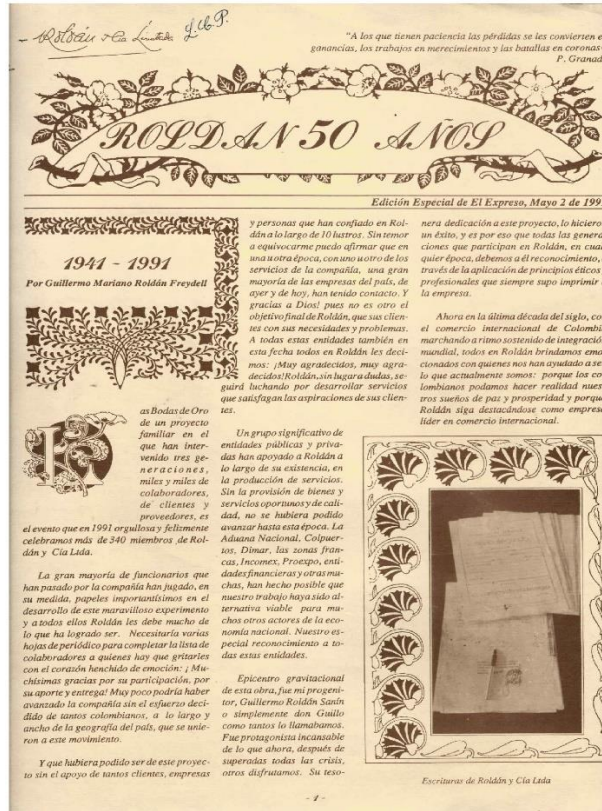 Roldán & Cia Limitada L.C.P.
"A los que tienen paciencia las pérdidas se les convierten e
ganancias, los trabajos en merecimientos y las batallas en coronas"
P. Granad
ROLDAN 50 AÑOS
Edición Especial de El Expreso, Mayo 2 de 199
1941 - 1991
Por Guillermo Mariano Roldán Freydell
L
as Bodas de Oro
de un proyecto
familiar en el
que han inter-
venido tres ge-
neraciones,
miles y miles de
colaboradores,
de clientes y
proveedores, es
el evento que en 1991 orgullosa y felizmente
celebramos más de 340 miembros de Rol-
dán y Cía Ltda.
La gran mayoría de funcionarios que
han pasado por la compañía han jugado, en
su medida, papeles importantísimos en el
desarrollo de este maravilloso experimento
y a todos ellos Roldán les debe mucho de
lo que ha logrado ser. Necesitaría varias
hojas de periódico para completar la lista de
colaboradores a quienes hay que gritarles
con el corazón henchido de emoción: ¡ Mu-
chísimas gracias por su participación, por
su aporte y entrega! Muy poco podría haber
avanzado la compañía sin el esfuerzo deci-
dido de tantos colombianos, a lo largo y
ancho de la geografía del país, que se unie-
ron a este movimiento.
Y que hubiera podido ser de este proyec-
to sin el apoyo de tantos clientes, empresas
y personas que han confiado en Rol-
dán a lo largo de 10 lustros. Sin temor
a equivocarme puedo afirmar que en
una u otra época, con uno u otro de los
servicios de la compañía, una gran
mayoría de las empresas del país, de
ayer y de hoy, han tenido contacto. Y
gracias a Dios! pues no es otro el
objetivo final de Roldán, que sus clien-
tes con sus necesidades y problemas.
A todas estas entidades también en
esta fecha todos en Roldán les deci-
mos: ¡Muy agradecidos, muy agra-
decidos! Roldán, sin lugar a dudas, se-
guirá luchando por desarrollar servicios
que satisfagan las aspiraciones de sus clien-
tes.
Un grupo significativo de
entidades públicas y priva-
das han apoyado a Roldán a
lo largo de su existencia, en
la producción de servicios.
Sin la provisión de bienes y
servicios oportunos y de cali-
dad, no se hubiera podido
avanzar hasta esta época. La
Aduana Nacional, Colpuer-
tos, Dimar, las zonas fran-
cas, Incomex, Proexpo, enti-
dades financieras y otras mu-
chas, han hecho posible que
nuestro trabajo haya sido al-
ternativa viable para mu-
chos otros actores de la eco-
nomía nacional. Nuestro es-
pecial reconocimiento a to-
das estas entidades.
Epicentro gravitacional
de esta obra, fue mi progeni-
tor, Guillermo Roldán Sanín
o simplemente don Guillo
como tantos lo llamábamos.
Fue protagonista incansable
de lo que ahora, después de
superadas todas las crisis,
otros disfrutamos. Su teso-
nera dedicación a este proyecto, lo hiciero
un éxito, y es por eso que todas las genera
ciones que participan en Roldán, en cual
quier época, debemos a él reconocimiento,
través de la aplicación de principios éticos
profesionales que siempre supo imprimir
la empresa.
Ahora en la última década del siglo, co
el comercio internacional de Colombi
marchando a ritmo sostenido de integració
mundial, todos en Roldán brindamos emo
cionados con quienes nos han ayudado a se
lo que actualmente somos: porque los co
lombianos podamos hacer realidad nues
tros sueños de paz y prosperidad y porqu
Roldán siga destacándose como empres
líder en comercio internacional.
Escrituras de Roldán y Cía Ltda
- 1 -